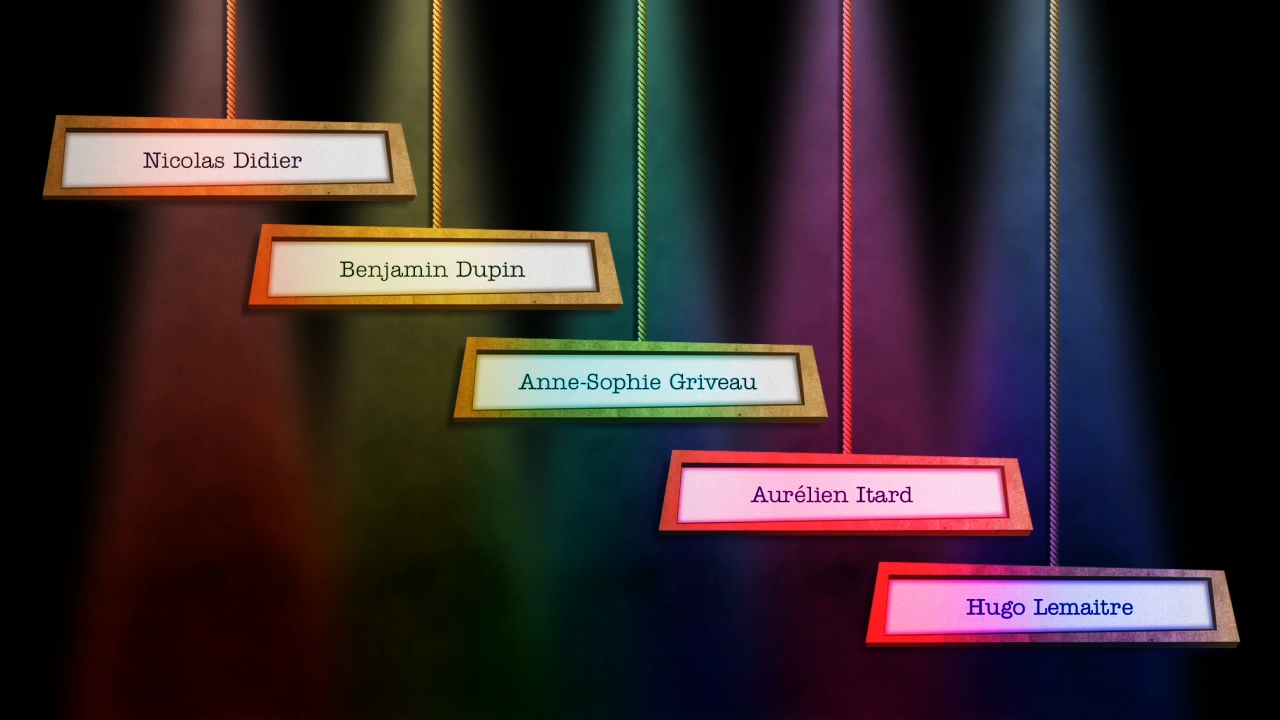 Nicolas Didier
Benjamin Dupin
Anne-Sophie Griveau
Aurélien Itard
Hugo Lemaitre